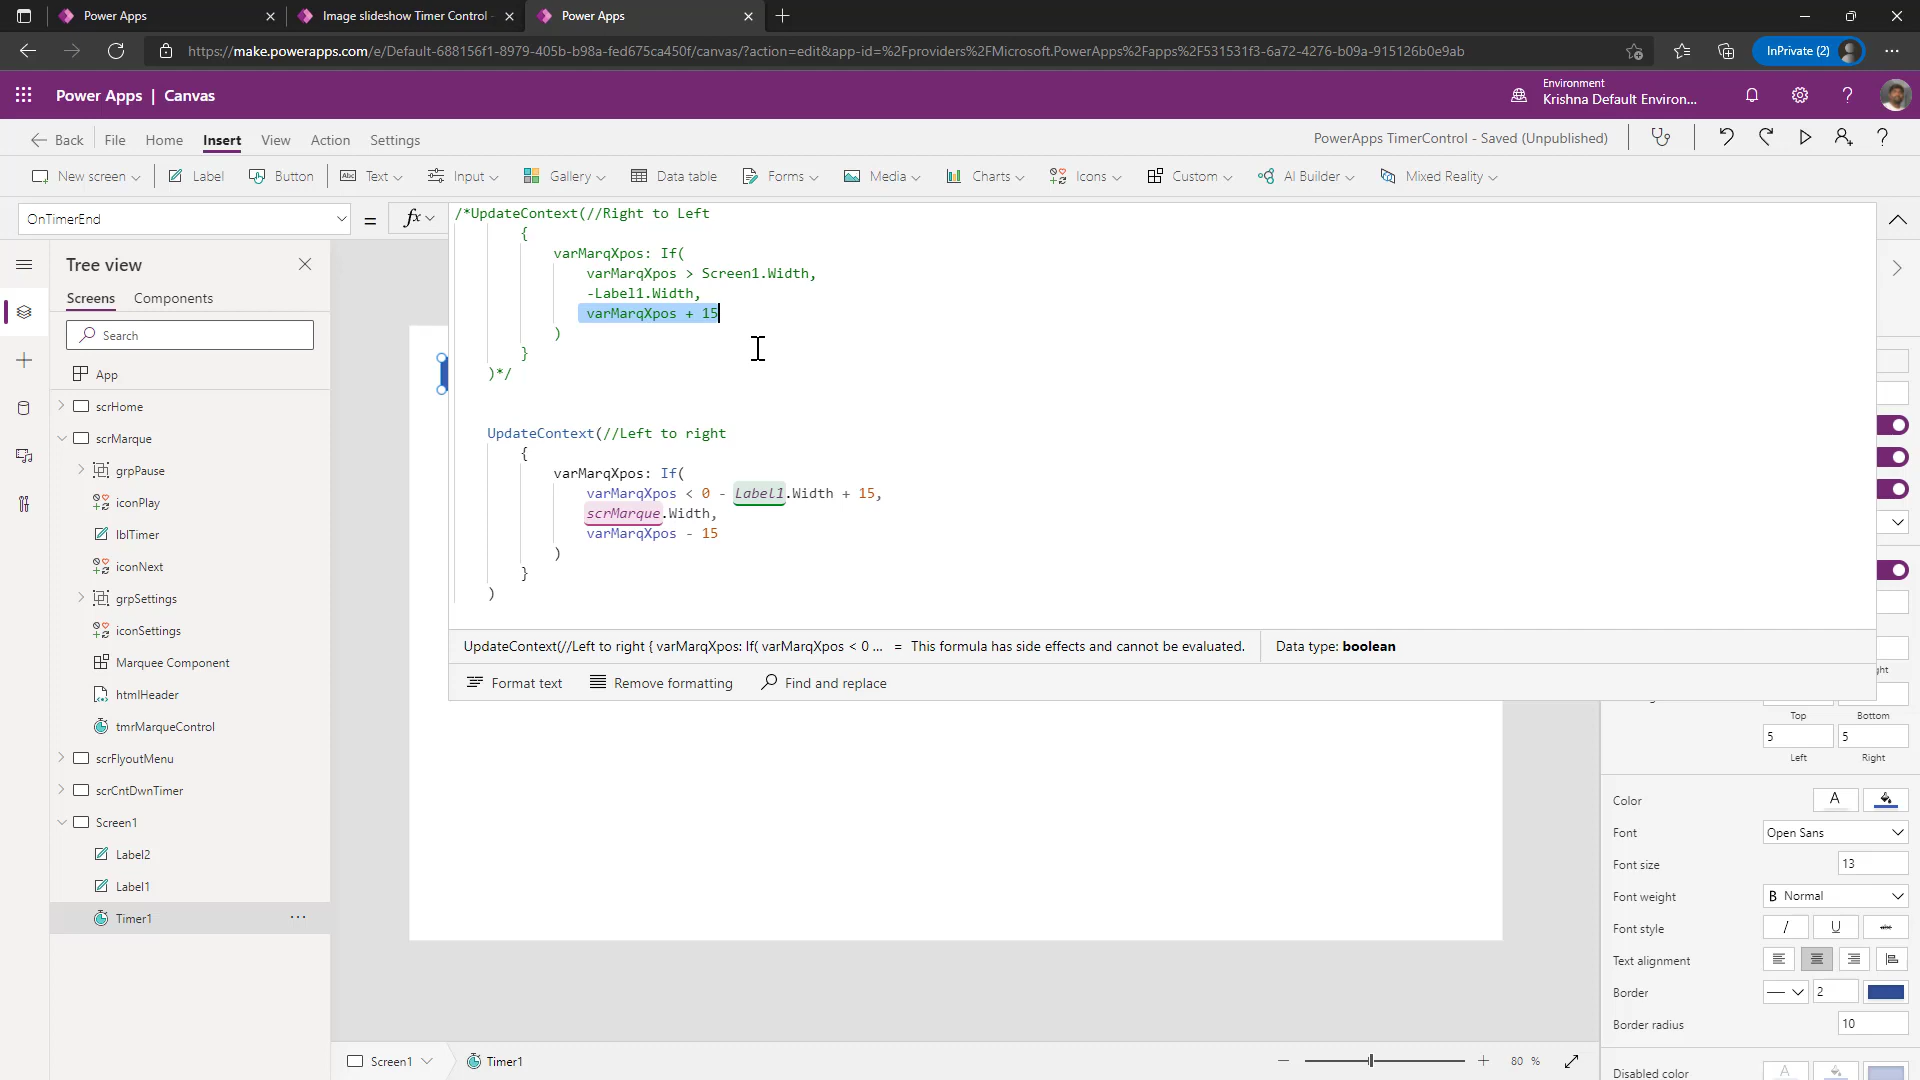 Power Apps
Image slideshow Timer Control -
Power Apps
https://make.powerapps.com/e/Default-688156f1-8979-405b-b98a-fed675ca450f/canvas/?action=edit&app-id=%2Fproviders%2FMicrosoft.PowerApps%2Fapps%2F531531f3-6a72-4276-b09a-915126b0e9ab
InPrivate (2)
Power Apps | Canvas
Environment
Krishna Default Environ...
Back
File
Home
Insert
View
Action
Settings
PowerApps TimerControl - Saved (Unpublished)
New screen
Label
Button
Text
Input
Gallery
Data table
Forms
Media
Charts
Icons
Custom
AI Builder
Mixed Reality
OnTimerEnd
=
fx
/*UpdateContext(//Right to Left
{
varMarqXpos: If(
varMarqXpos > Screen1.Width,
-Label1.Width,
varMarqXpos + 15
)
}
)*/
UpdateContext(//Left to right
{
varMarqXpos: If(
varMarqXpos < 0 - Label1.Width + 15,
scrMarque.Width,
varMarqXpos - 15
)
}
)
UpdateContext(//Left to right { varMarqXpos: If( varMarqXpos < 0 ... = This formula has side effects and cannot be evaluated.
Data type: boolean
Format text
Remove formatting
Find and replace
Tree view
Screens
Components
Search
App
scrHome
scrMarque
grpPause
iconPlay
lblTimer
iconNext
grpSettings
iconSettings
Marquee Component
htmlHeader
tmrMarqueControl
scrFlyoutMenu
scrCntDwnTimer
Screen1
Label2
Label1
Timer1
ght
Top
Bottom
5
5
Left
Right
Color
A
Font
Open Sans
Font size
13
Font weight
B Normal
Font style
/
U
abc
Text alignment
Border
2
Border radius
10
Disabled color
A
Screen1
Timer1
80 %